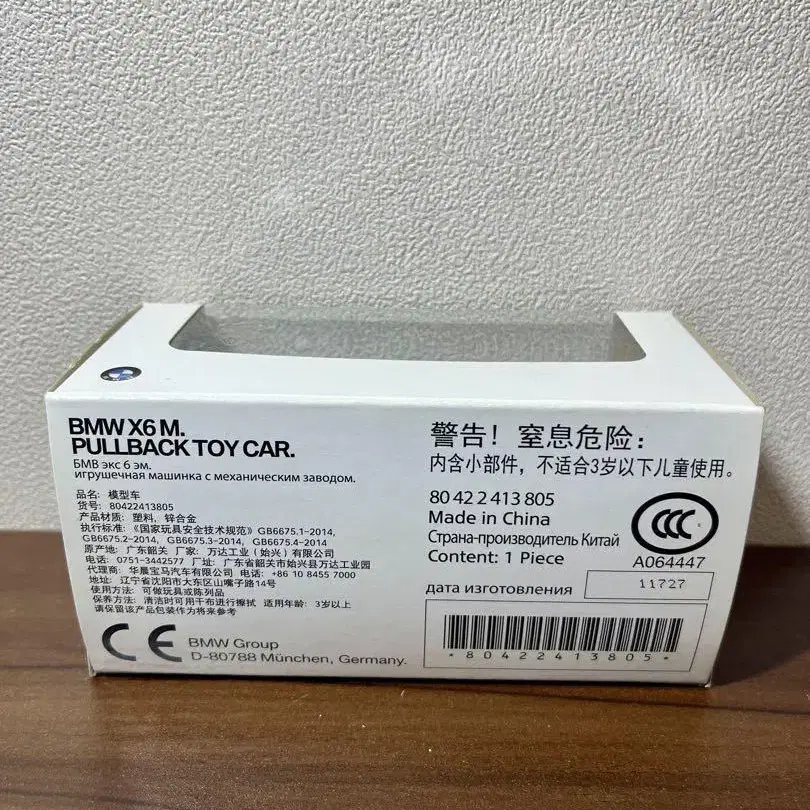 BMW X6 M.
PULLBACK TOY CAR.
БМВ экс 6 эм.
игрушечная машинка с механическим заводом.
品名: 模型车
货号: 80422413805
产品材质: 塑料, 锌合金
执行标准: 《国家玩具安全技术规范》GB6675.1-2014,
GB6675.2-2014, GB6675.3-2014, GB6675.4-2014
原产地: 广东韶关 厂家: 万达工业(始兴)有限公司
电话: 0751-3442577 厂址: 广东省韶关市始兴县万达工业园
代理商: 华晨宝马汽车有限公司 电话: +86 10 8455 7000
地址: 辽宁省沈阳市大东区山嘴子路14号
使用方法: 可做玩具或陈列品
保养方法: 清洁时可用干布进行擦拭 适用年龄: 3岁以上
请保留该产品包装作为将来参考
CE
BMW Group
D-80788 München, Germany.
警告! 窒息危险:
内含小部件, 不适合3岁以下儿童使用。
80 42 2 413 805
Made in China
Страна-производитель Китай
Content: 1 Piece
CCC
A064447
дата изготовления
11727
*80422413805*